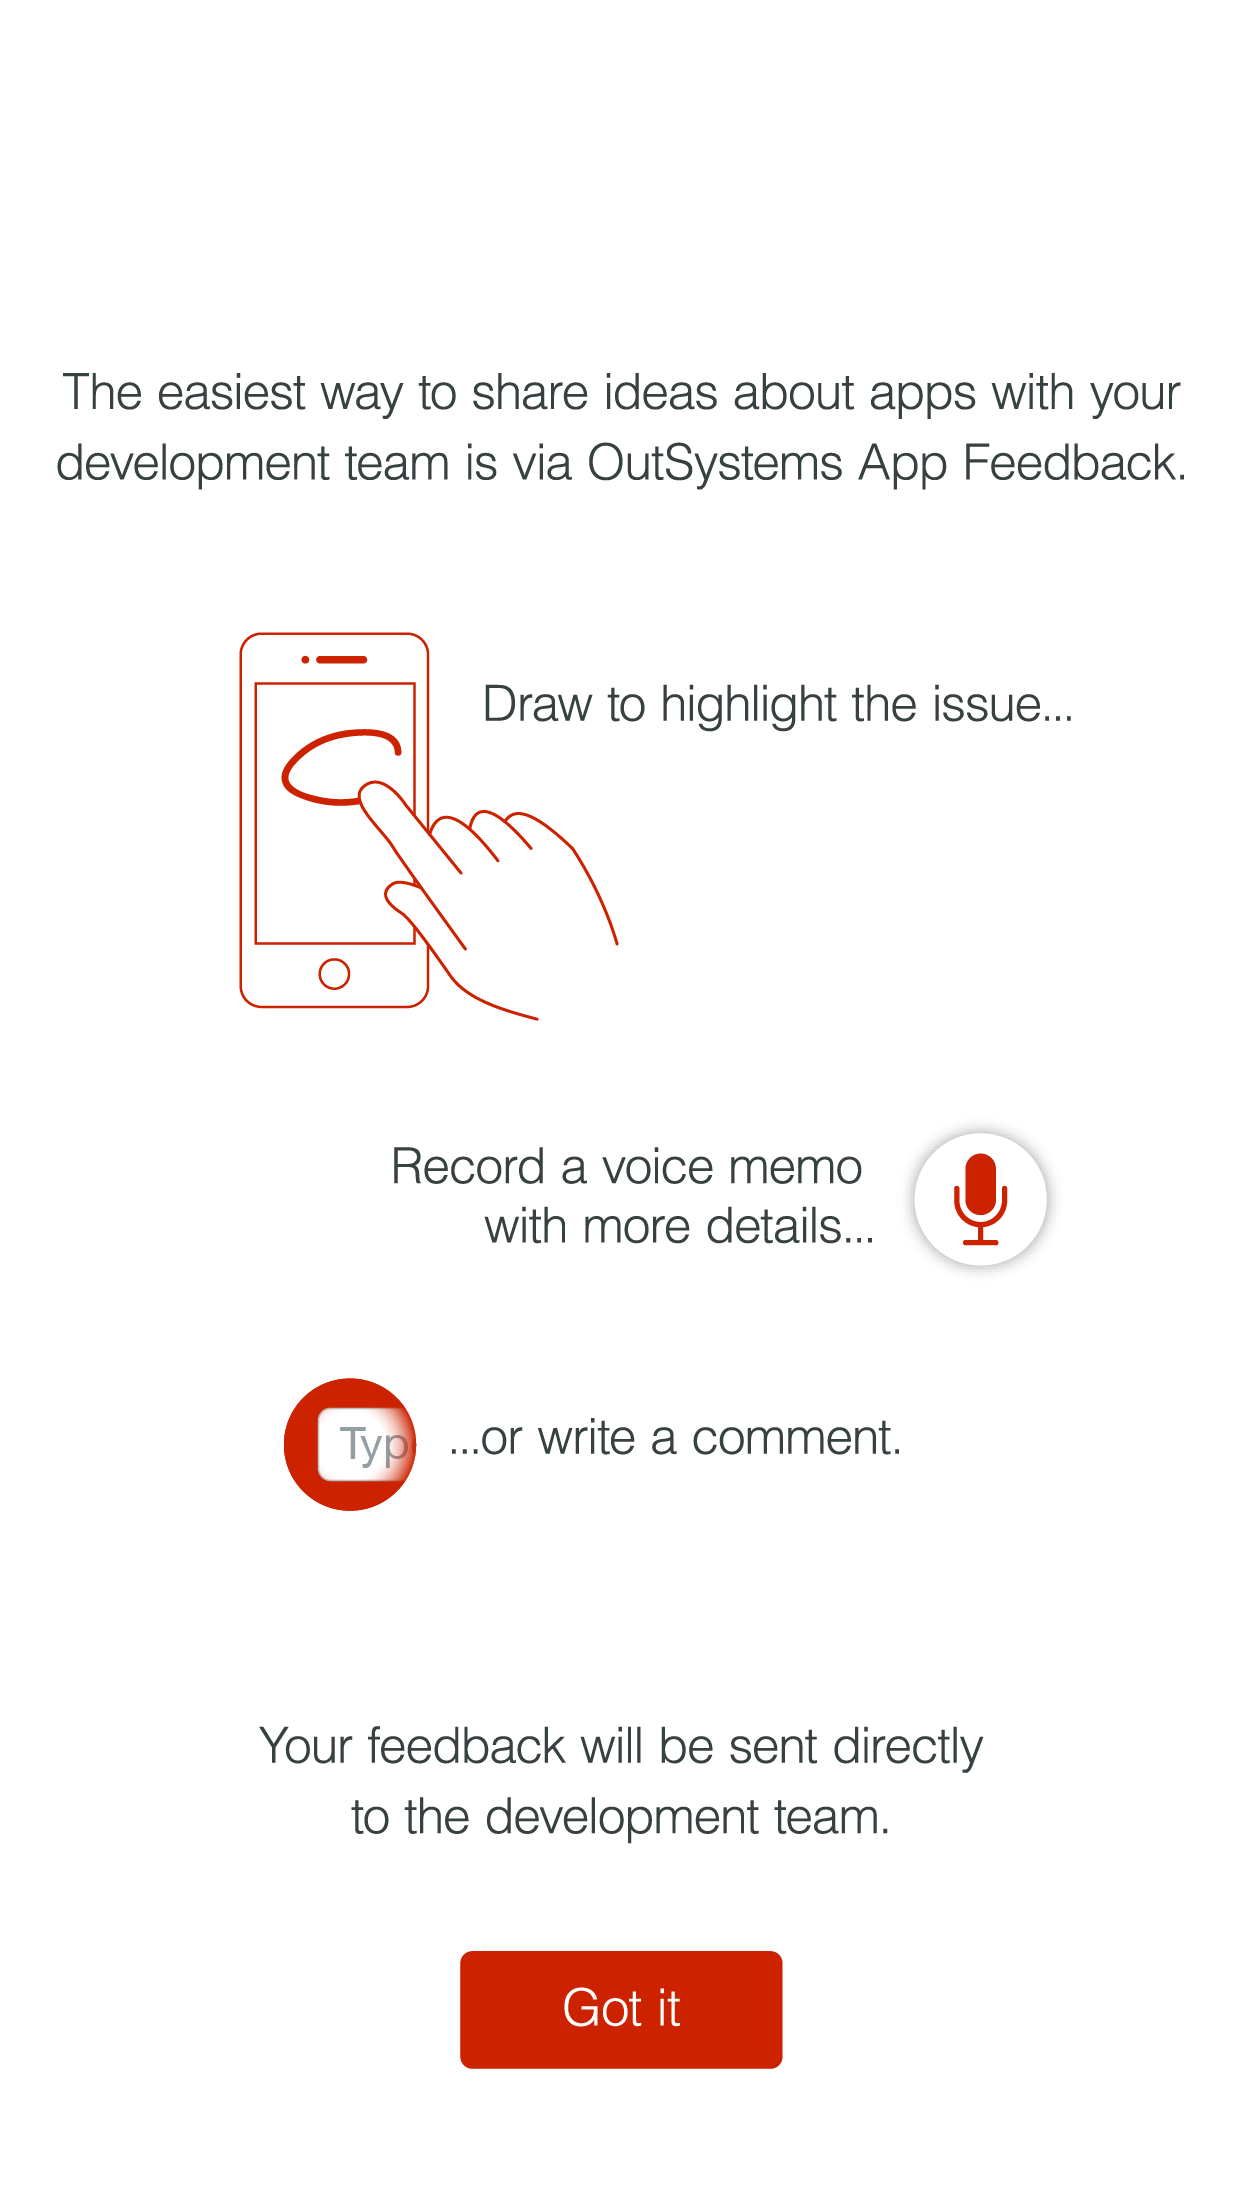 The easiest way to share ideas about apps with your
development team is via OutSystems App Feedback.
Draw to highlight the issue...
Record a voice memo
with more details...
Typ
...or write a comment.
Your feedback will be sent directly
to the development team.
Got it